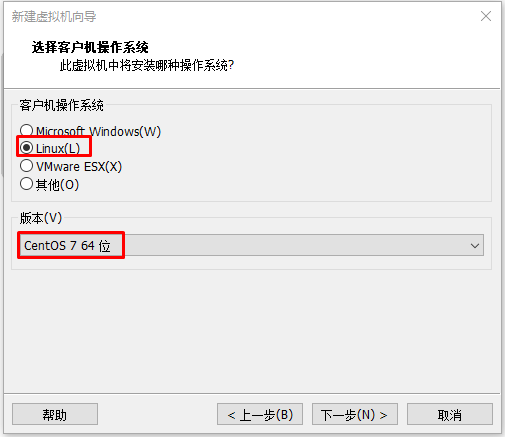 新建虚拟机向导
选择客户机操作系统
此虚拟机中将安装哪种操作系统?
客户机操作系统
Microsoft Windows(W)
Linux(L)
VMware ESX(X)
其他(O)
版本(V)
CentOS 7 64 位
帮助
< 上一步(B)
下一步(N) >
取消